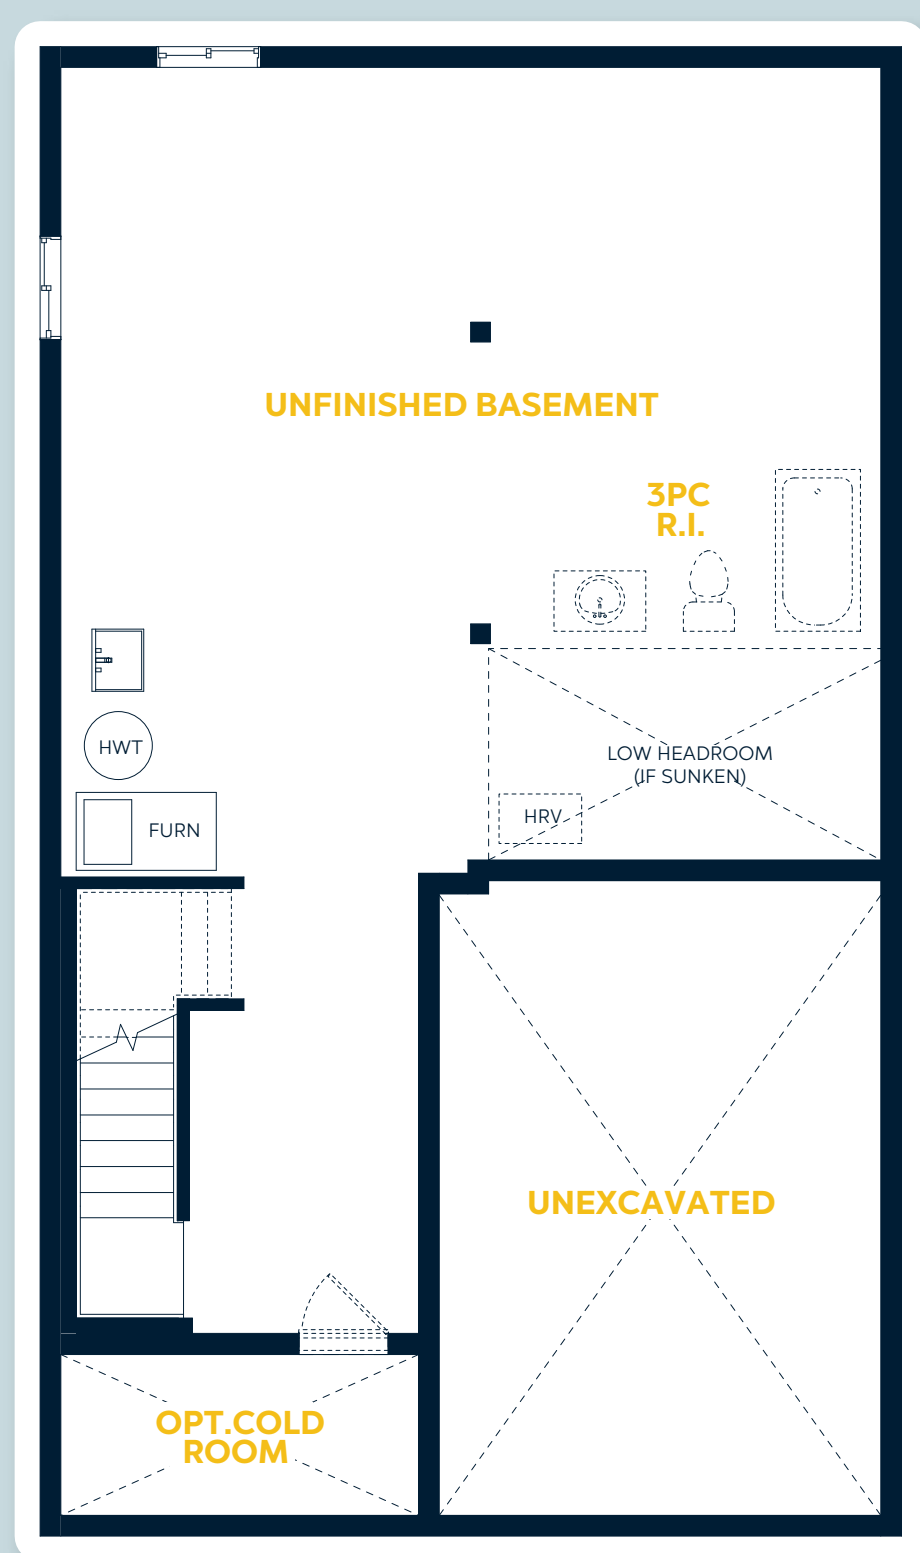 UNFINISHED BASEMENT
3PC
R.I.
HWT
LOW HEADROOM
(IF SUNKEN)
HRV
FURN
UNEXCAVATED
OPT.COLD
ROOM